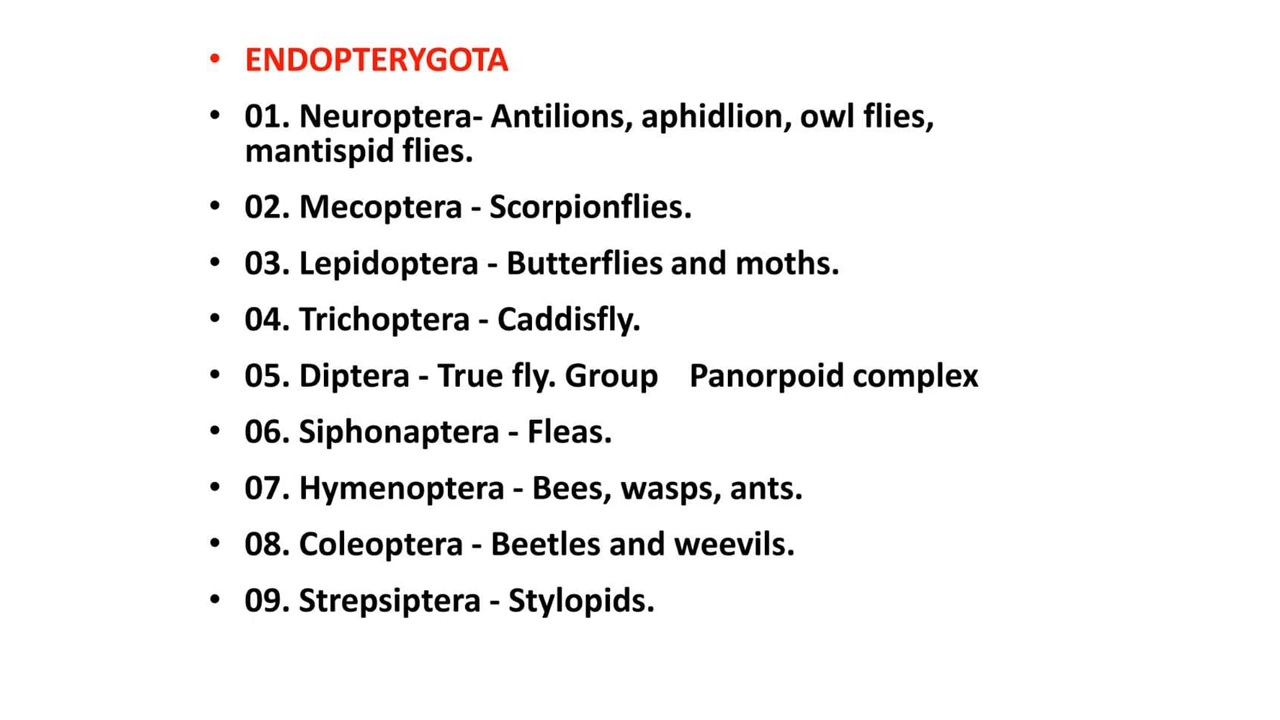 • ENDOPTERYGOTA
• 01. Neuroptera- Antilions, aphidlion, owl flies,
mantispid flies.
• 02. Mecoptera - Scorpionflies.
• 03. Lepidoptera - Butterflies and moths.
• 04. Trichoptera - Caddisfly.
• 05. Diptera - True fly. Group    Panorpoid complex
• 06. Siphonaptera - Fleas.
• 07. Hymenoptera - Bees, wasps, ants.
• 08. Coleoptera - Beetles and weevils.
• 09. Strepsiptera - Stylopids.